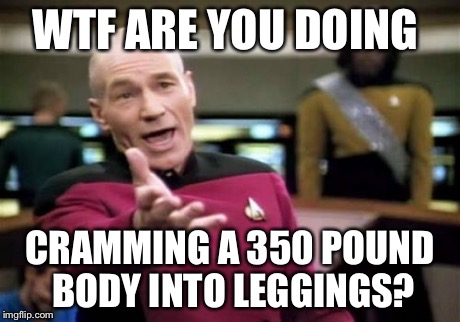 WTF ARE YOU DOING
CRAMMING A 350 POUND
BODY INTO LEGGINGS?
imgflip.com